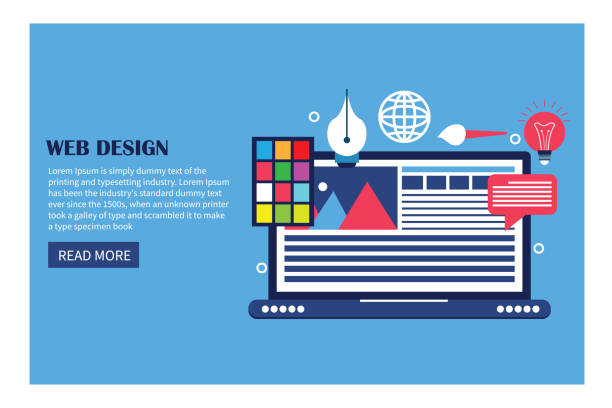 WEB DESIGN
Lorem Ipsum is simply dummy text of the
printing and typesetting industry. Lorem Ipsum
has been the industry's standard dummy text
ever since the 1500s, when an unknown printer
took a galley of type and scrambled it to make
a type specimen book
READ MORE